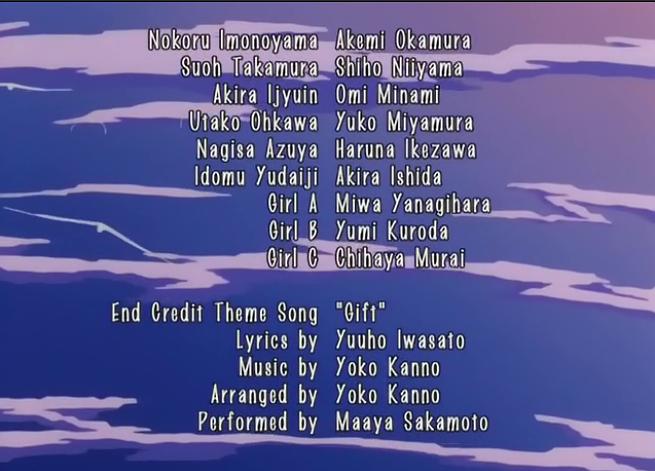 Nokoru Imonoyama Akemi Okamura
Suoh Takamura Shiho Niiyama
Akira Ijyuin Omi Minami
Utako Ohkawa Yuko Miyamura
Nagisa Azuya Haruna Ikezawa
Idomu Yudaiji Akira Ishida
Girl A Miwa Yanagihara
Girl B Yumi Kuroda
Girl C Chihaya Murai
End Credit Theme Song "Gift"
Lyrics by Yuuho Iwasato
Music by Yoko Kanno
Arranged by Yoko Kanno
Performed by Maaya Sakamoto